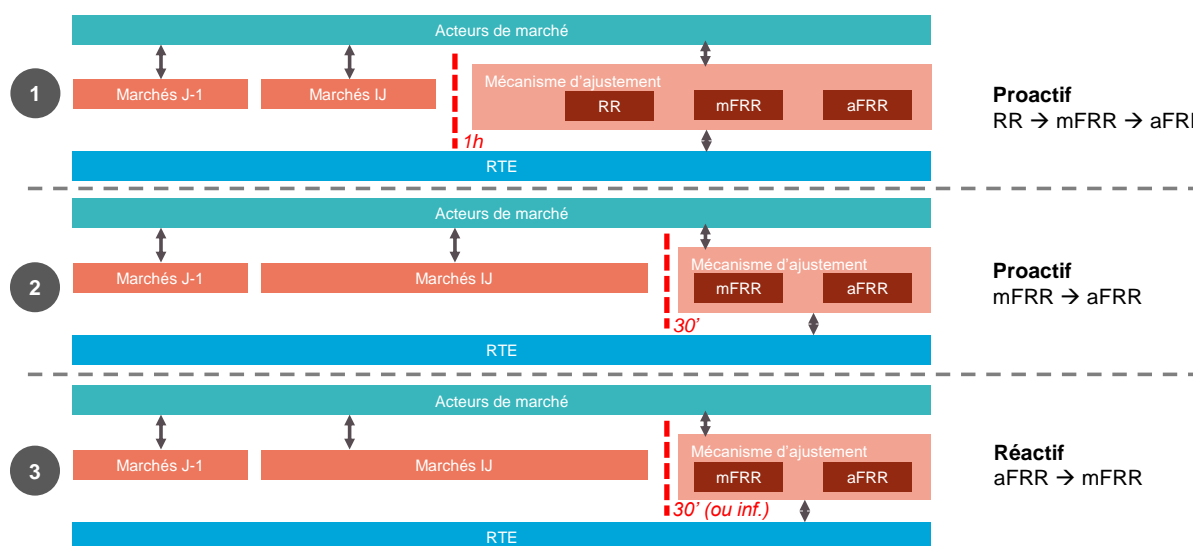 Acteurs de marché
1
Marchés J-1
Marchés IJ
1h
Mécanisme d'ajustement
RR
mFRR
aFRR
RTE
Proactif
RR → mFRR → aFR
Acteurs de marché
2
Marchés J-1
Marchés IJ
30'
Mécanisme d'ajustement
mFRR
aFRR
RTE
Proactif
mFRR → aFRR
Acteurs de marché
3
Marchés J-1
Marchés IJ
30' (ou inf.)
Mécanisme d'ajustement
mFRR
aFRR
RTE
Réactif
aFRR → mFRR